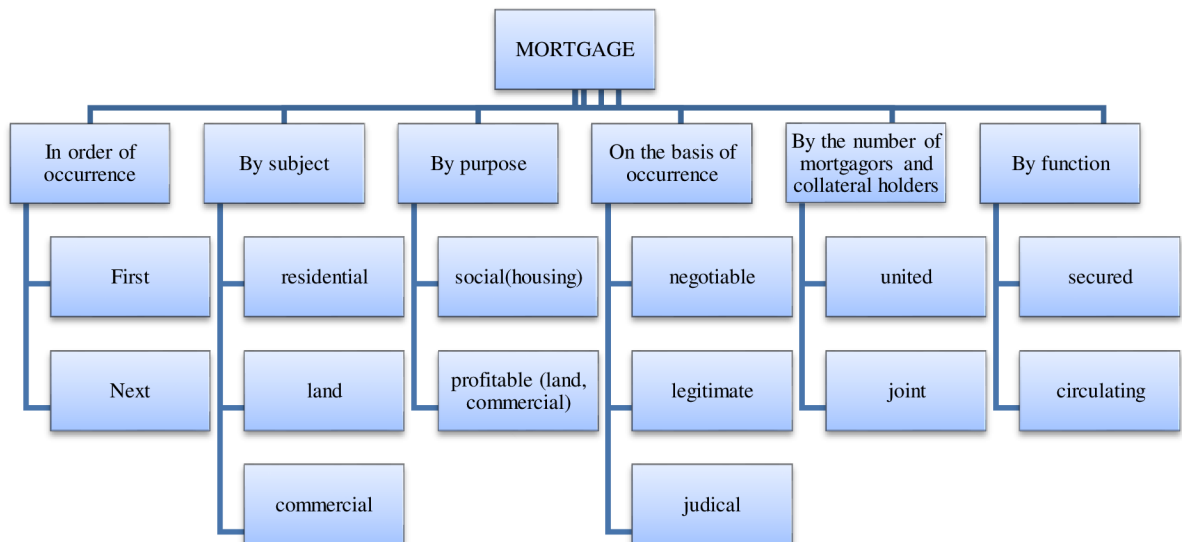 MORTGAGE
In order of
occurrence
By subject
By purpose
On the basis of
occurrence
By the number of
mortgagors and
collateral holders
By function
First
residential
social(housing)
negotiable
united
secured
Next
land
profitable (land,
commercial)
legitimate
joint
circulating
commercial
judical